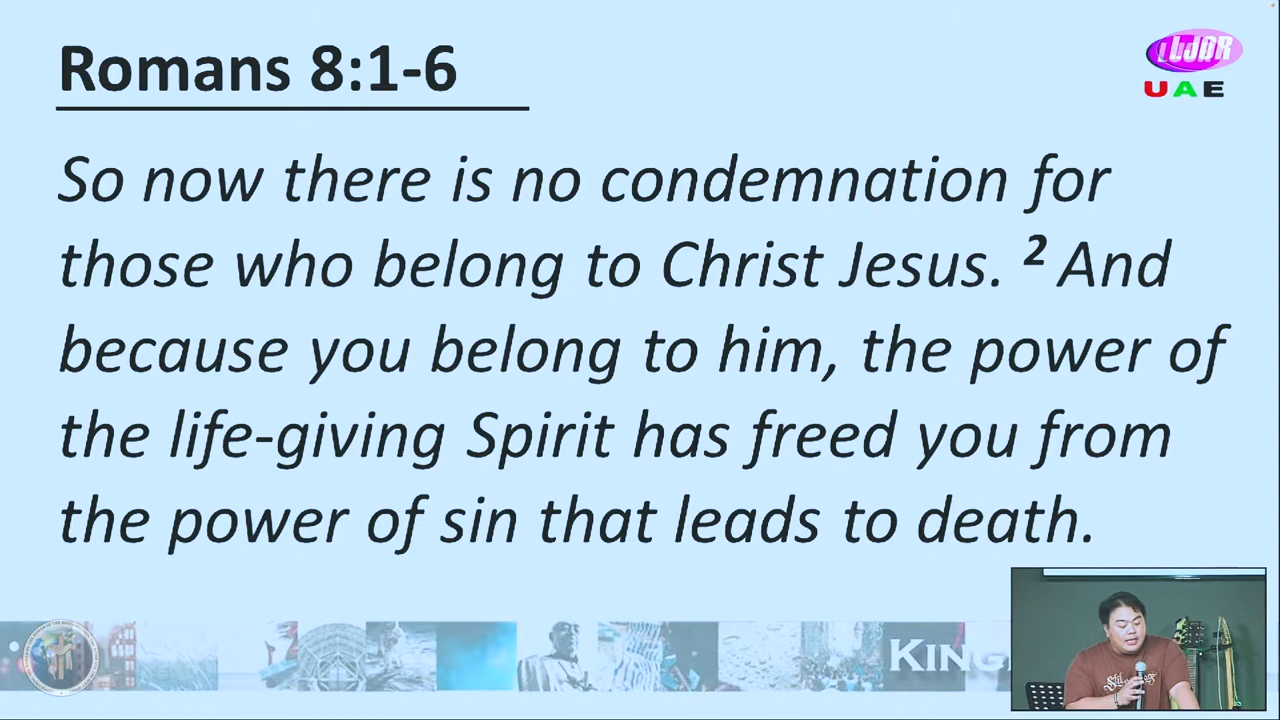 Romans 8:1-6
LJDR
UAE
So now there is no condemnation for
those who belong to Christ Jesus. ² And
because you belong to him, the power of
the life-giving Spirit has freed you from
the power of sin that leads to death.
KING